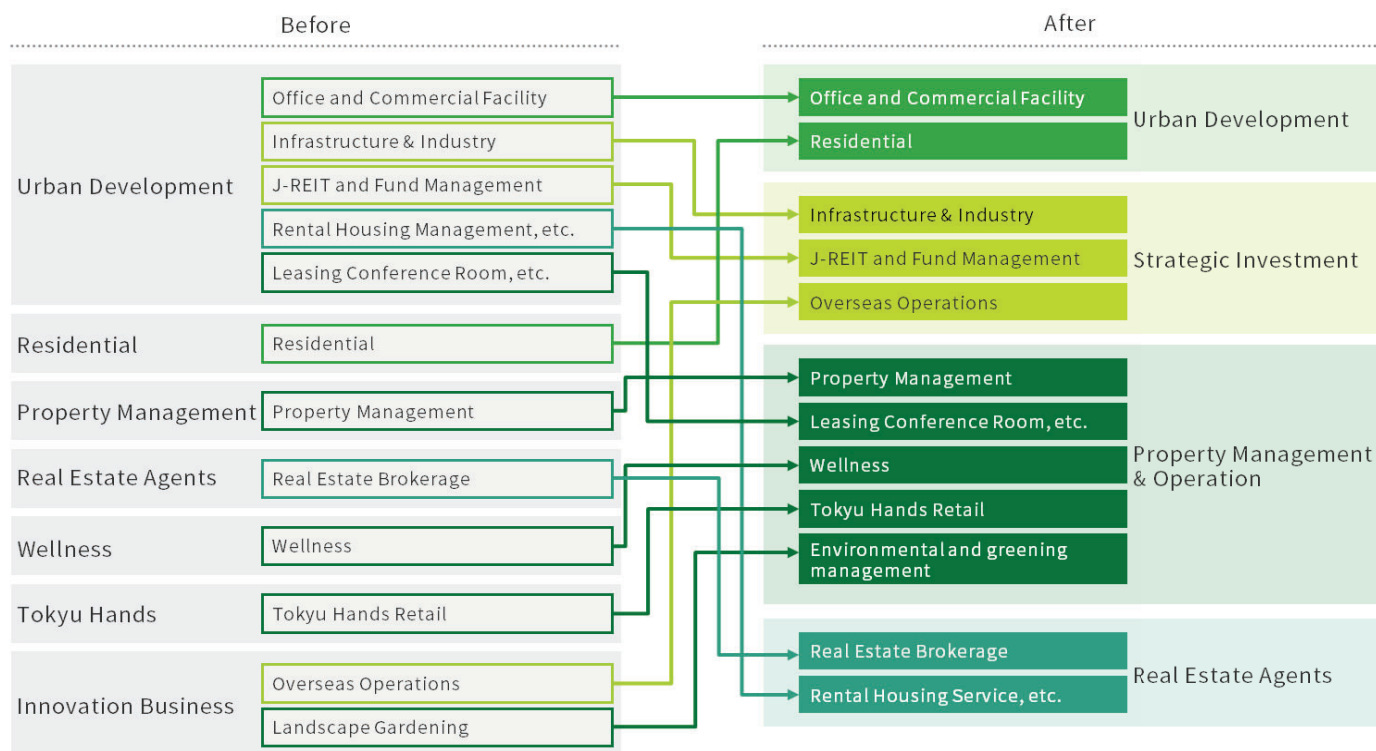 Before
Urban Development
Office and Commercial Facility
Infrastructure & Industry
J-REIT and Fund Management
Rental Housing Management, etc.
Leasing Conference Room, etc.
Residential
Residential
Property Management
Property Management
Real Estate Agents
Real Estate Brokerage
Wellness
Wellness
Tokyu Hands
Tokyu Hands Retail
Innovation Business
Overseas Operations
Landscape Gardening
After
Office and Commercial Facility
Residential
Urban Development
Infrastructure & Industry
J-REIT and Fund Management
Overseas Operations
Strategic Investment
Property Management
Leasing Conference Room, etc.
Wellness
Tokyu Hands Retail
Environmental and greening
management
Property Management
& Operation
Real Estate Brokerage
Rental Housing Service, etc.
Real Estate Agents